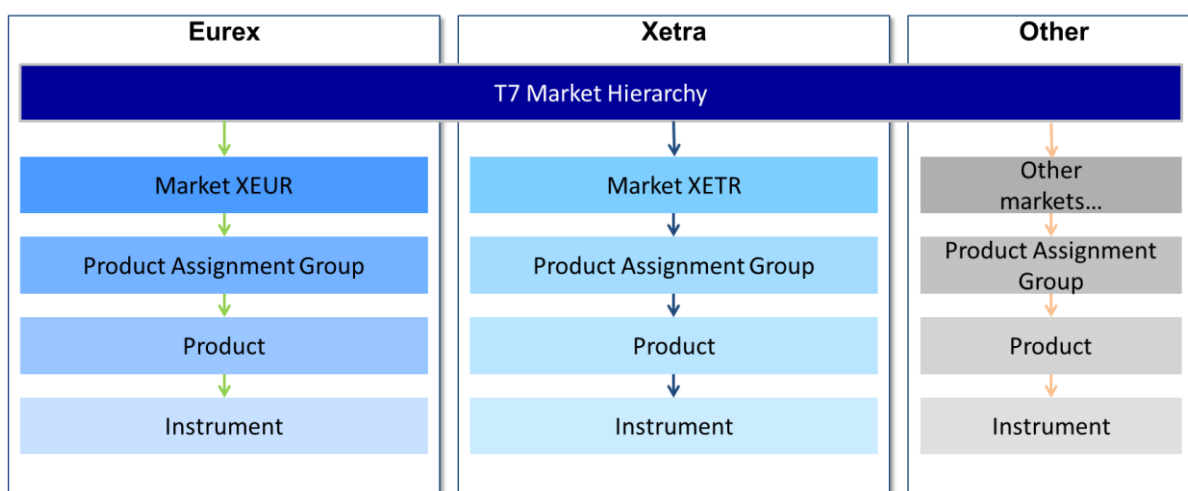 Eurex
Xetra
Other
T7 Market Hierarchy
Market XEUR
Market XETR
Other
markets...
Product Assignment Group
Product Assignment Group
Product Assignment
Group
Product
Product
Product
Instrument
Instrument
Instrument